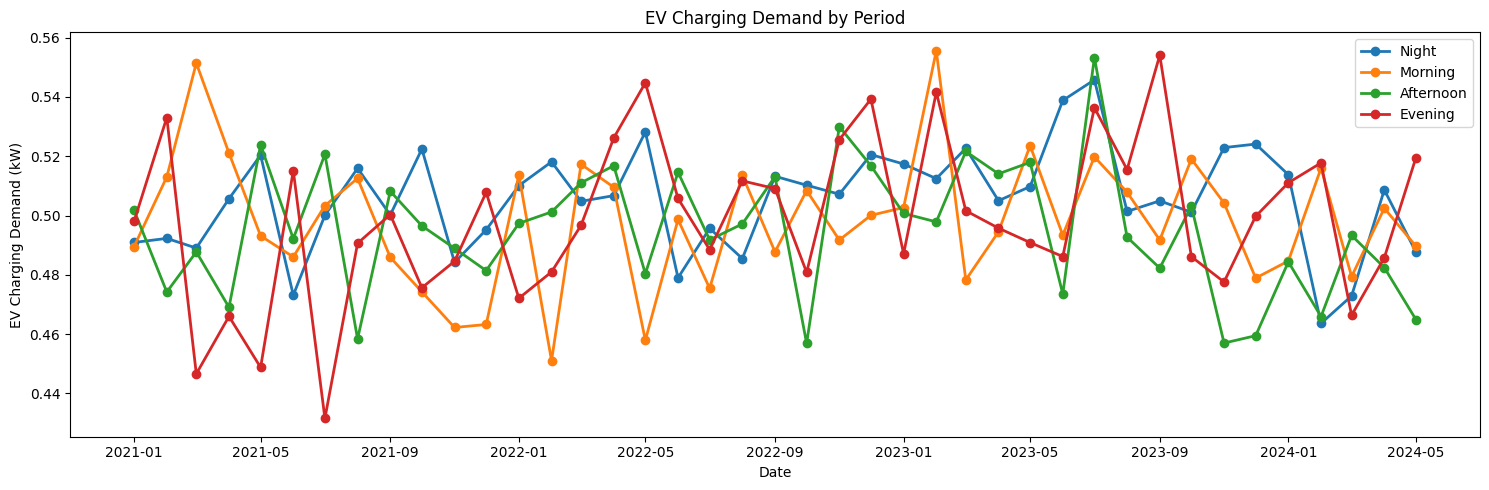 EV Charging Demand by Period
EV Charging Demand (kW)
0.56
0.54
0.52
0.50
0.48
0.46
0.44
Night
Morning
Afternoon
Evening
2021-01
2021-05
2021-09
2022-01
2022-05
2022-09
2023-01
2023-05
2023-09
2024-01
2024-05
Date